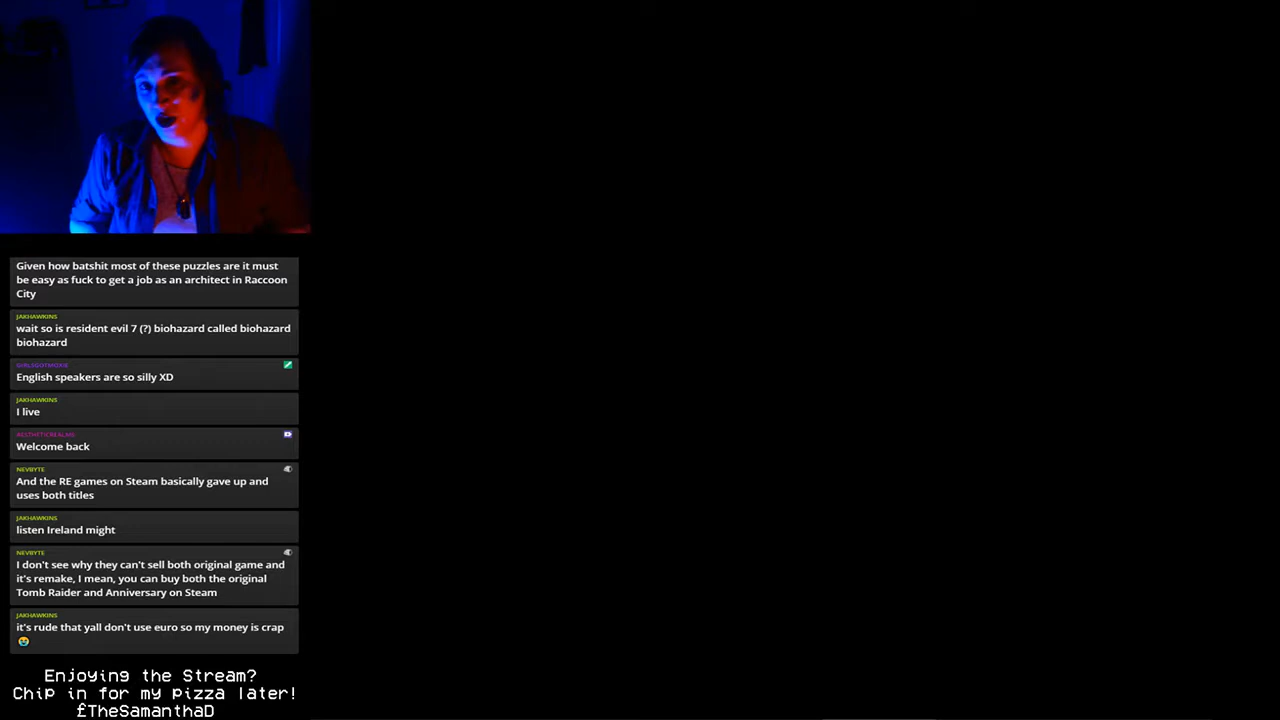 Given how batshit most of these puzzles are it must
be easy as fuck to get a job as an architect in Raccoon
City
JAKHAWKINS
wait so is resident evil 7 (?) biohazard called biohazard
biohazard
GIRLSGOTMOXIE
English speakers are so silly XD
JAKHAWKINS
I live
AESTHETICREALMS
Welcome back
NEVBYTE
And the RE games on Steam basically gave up and
uses both titles
JAKHAWKINS
listen Ireland might
NEVBYTE
I don't see why they can't sell both original game and
it's remake, I mean, you can buy both the original
Tomb Raider and Anniversary on Steam
JAKHAWKINS
it's rude that yall don't use euro so my money is crap
Enjoying the Stream?
Chip in for my pizza later!
£TheSamanthaD